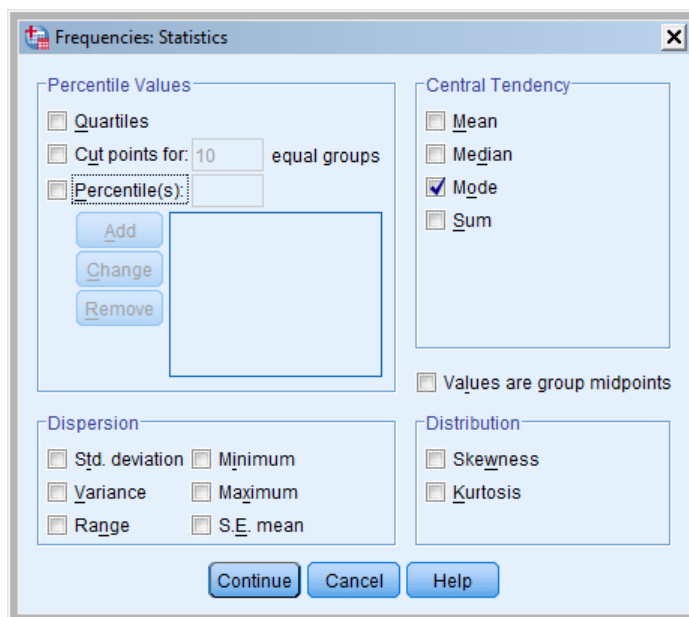 Frequencies: Statistics
Percentile Values
Quartiles
Cut points for: 10 equal groups
Percentile(s):
Add
Change
Remove
Central Tendency
Mean
Median
Mode
Sum
Values are group midpoints
Dispersion
Std. deviation Minimum
Variance Maximum
Range S.E. mean
Distribution
Skewness
Kurtosis
Continue Cancel Help